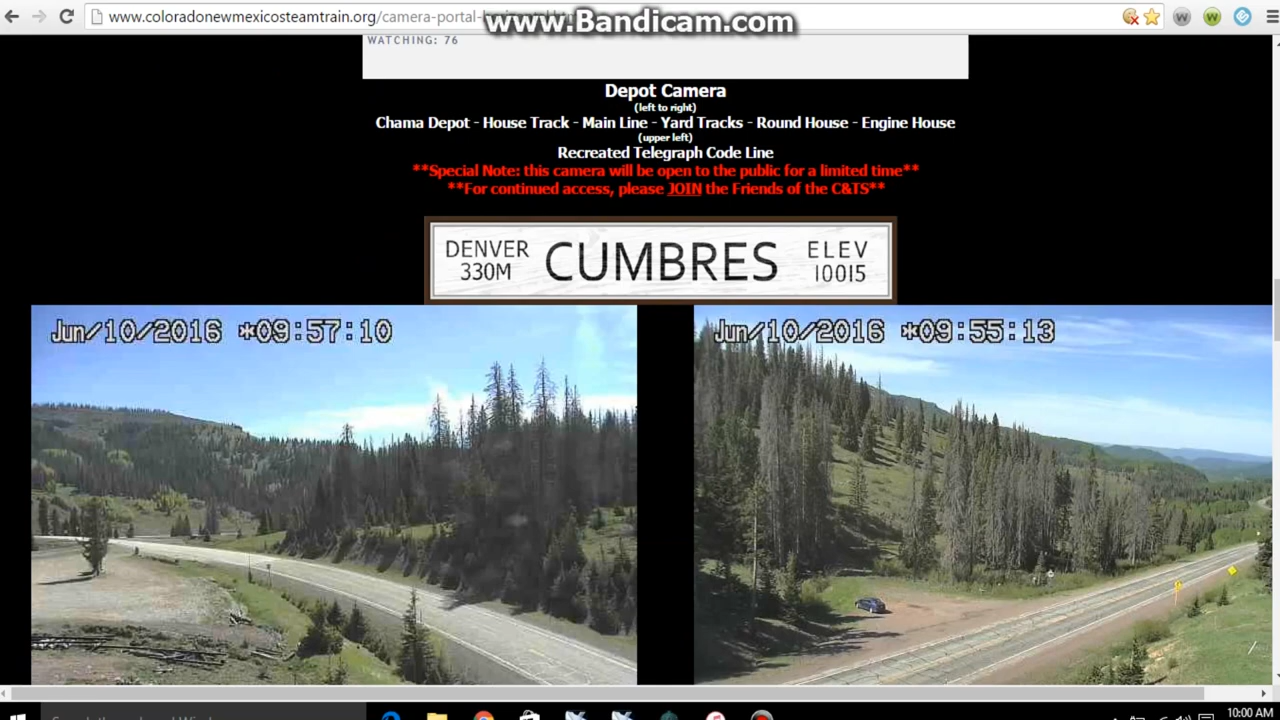 www.coloradonewmexicosteamtrain.org/camera-portal-
www.Bandicam.com
WATCHING: 76
Depot Camera
(left to right)
Chama Depot - House Track - Main Line - Yard Tracks - Round House - Engine House
(upper left)
Recreated Telegraph Code Line
**Special Note: this camera will be open to the public for a limited time**
**For continued access, please JOIN the Friends of the C&TS**
DENVER 330M CUMBRES ELEV 10015
Jun/10/2016 *09:57:10
Jun/10/2016 *09:55:13
10:00 AM